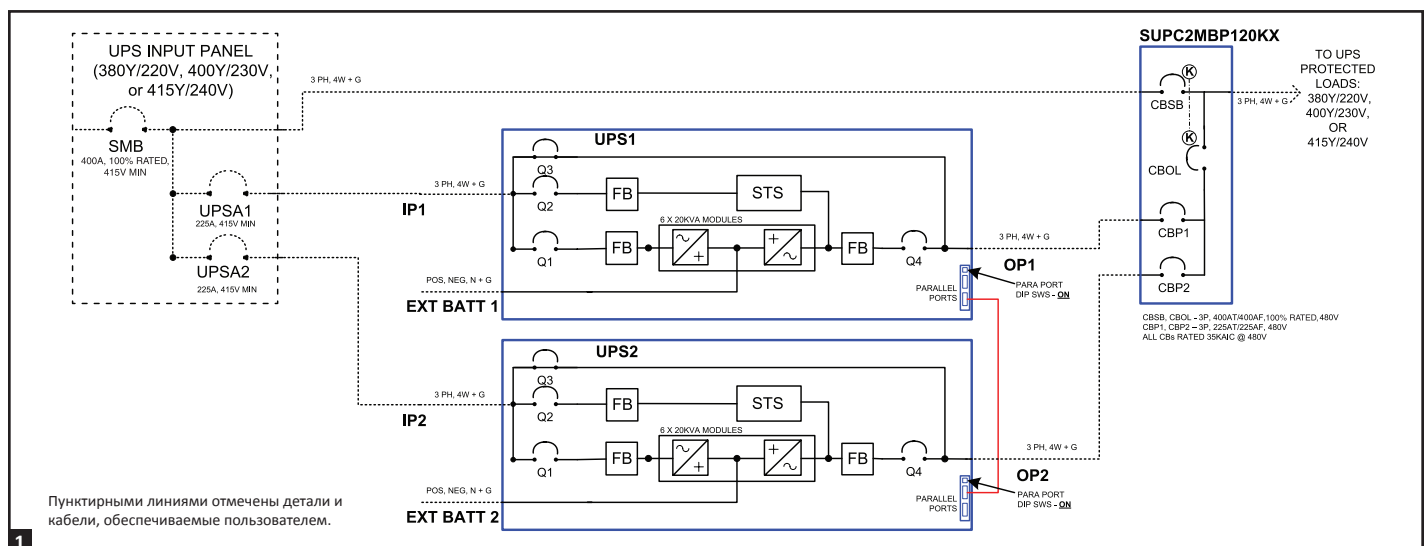 UPS INPUT PANEL
(380Y/220V, 400Y/230V,
or 415Y/240V)
SMB
400A, 100% RATED,
415V MIN
UPSA1
225A, 415V MIN
UPSA2
225A, 415V MIN
3 PH, 4W + G
3 PH, 4W + G
IP1
3 PH, 4W + G
IP2
UPS1
Q3
Q2
FB
STS
6 X 20KVA MODULES
Q1
FB
FB
Q4
POS, NEG, N + G
EXT BATT 1
PARALLEL
PORTS
3 PH, 4W + G
OP1
PARA PORT
DIP SWS - ON
UPS2
Q3
Q2
FB
STS
6 X 20KVA MODULES
Q1
FB
FB
Q4
POS, NEG, N + G
EXT BATT 2
PARALLEL
PORTS
3 PH, 4W + G
OP2
PARA PORT
DIP SWS - ON
SUPC2MBP120KX
K
CBSB
K
CBOL
CBP1
CBP2
3 PH, 4W + G
TO UPS
PROTECTED
LOADS:
380Y/220V,
400Y/230V,
OR
415Y/240V
CBSB, CBOL - 3P, 400AT/400AF,100% RATED,480V
CBP1, CBP2 – 3P, 225AT/225AF, 480V
ALL CBs RATED 35KAIC @ 480V
Пунктирными линиями отмечены детали и
кабели, обеспечиваемые пользователем.
1